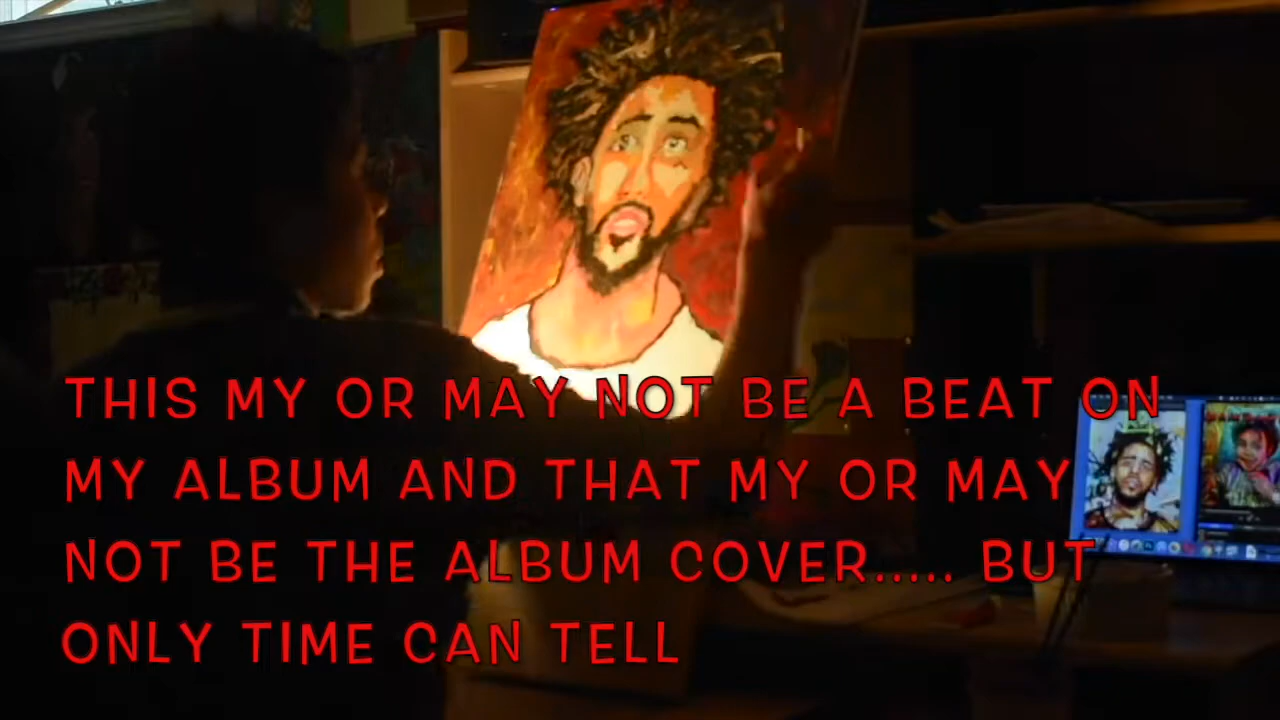 THIS MY OR MAY NOT BE A BEAT ON
MY ALBUM AND THAT MY OR MAY
NOT BE THE ALBUM COVER..... BUT
ONLY TIME CAN TELL